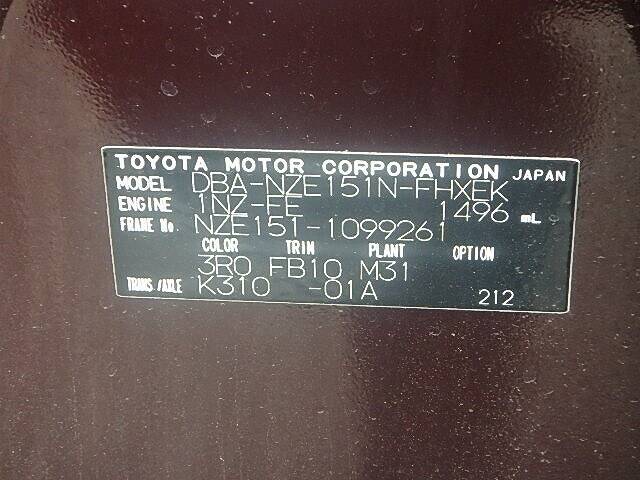 TOYOTA MOTOR CORPORATION JAPAN
MODEL DBA-NZE151N-FHXEK
ENGINE 1NZ-FE 1496 mL
FRAME No NZE151-1099261
COLOR TRIM PLANT OPTION
3R0 FB10 M31
TRANS./AXLE K310 -01A 212